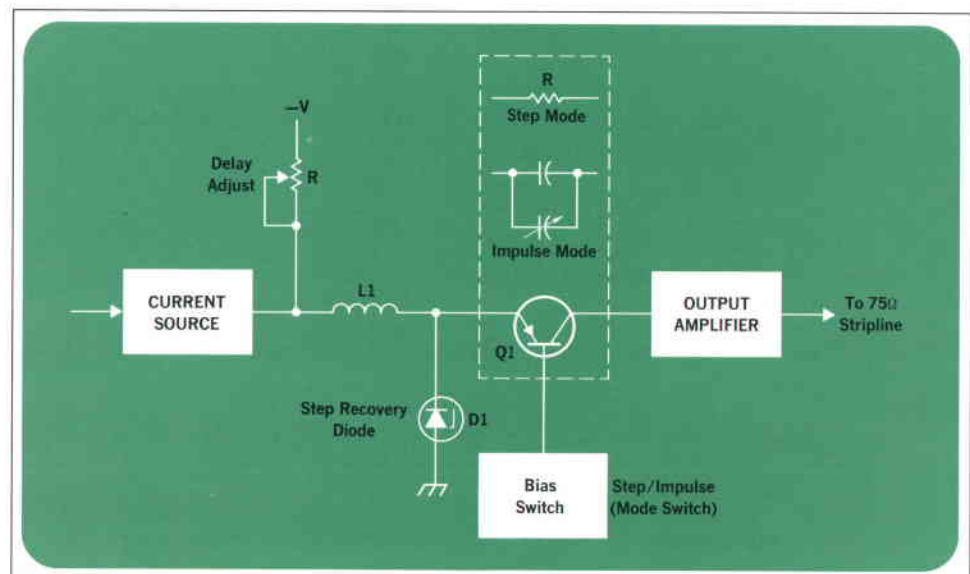 R
Step Mode
—V
Delay
Adjust
R
Impulse Mode
CURRENT
SOURCE
L1
Q1
OUTPUT
AMPLIFIER
To 75Ω
Stripline
Step Recovery
Diode
D1
Bias
Switch
Step/Impulse
(Mode Switch)